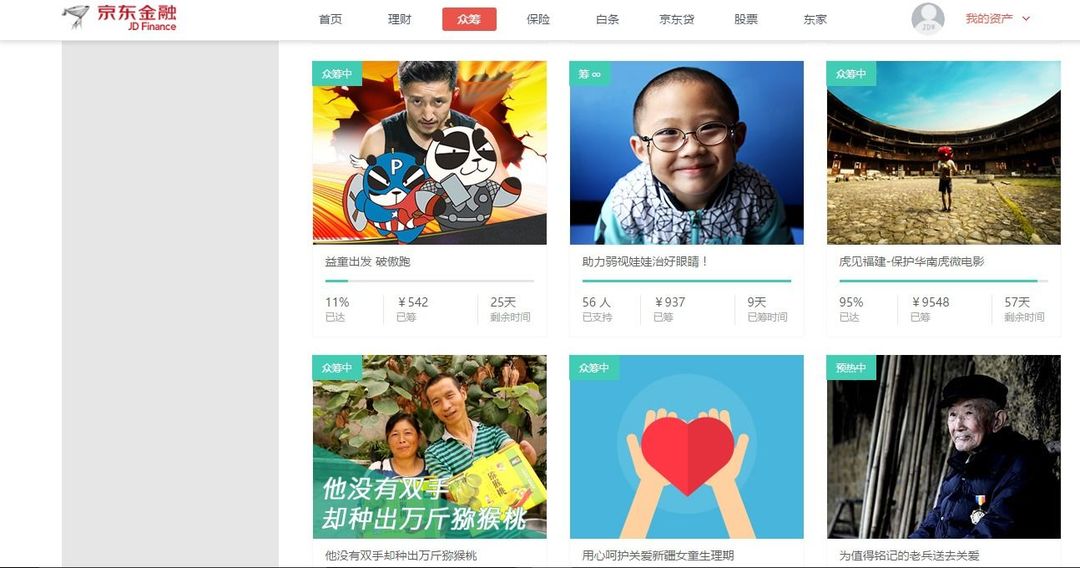 京东金融
JD Finance
首页
理财
众筹
保险
白条
京东贷
股票
东家
JD¥
我的资产
众筹中
P
益童出发 破傲跑
11%
¥542
25天
已达
已筹
剩余时间
筹 ∞
助力弱视娃娃治好眼睛！
56 人
¥937
9天
已支持
已筹
已筹时间
众筹中
虎见福建-保护华南虎微电影
95%
¥9548
57天
已达
已筹
剩余时间
众筹中
他没有双手
却种出万斤猕猴桃
猕猴桃
他没有双手却种出万斤猕猴桃
众筹中
用心呵护关爱新疆女童生理期
预热中
为值得铭记的老兵送去关爱